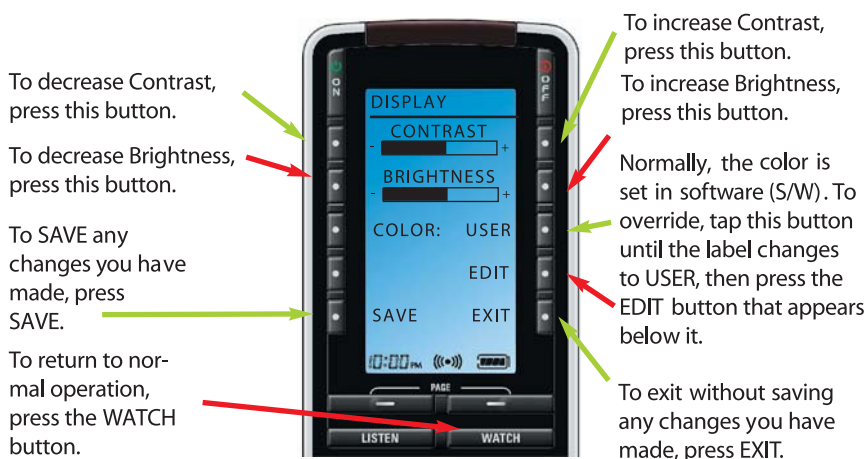 To decrease Contrast,
press this button.
To decrease Brightness,
press this button.
To SAVE any
changes you have
made, press
SAVE.
To return to nor-
mal operation,
press the WATCH
button.
ON
OFF
DISPLAY
CONTRAST
- +
BRIGHTNESS
- +
COLOR: USER
EDIT
SAVE EXIT
10:00 PM
PAGE
LISTEN WATCH
To increase Contrast,
press this button.
To increase Brightness,
press this button.
Normally, the color is
set in software (S/W). To
override, tap this button
until the label changes
to USER, then press the
EDIT button that appears
below it.
To exit without saving
any changes you have
made, press EXIT.